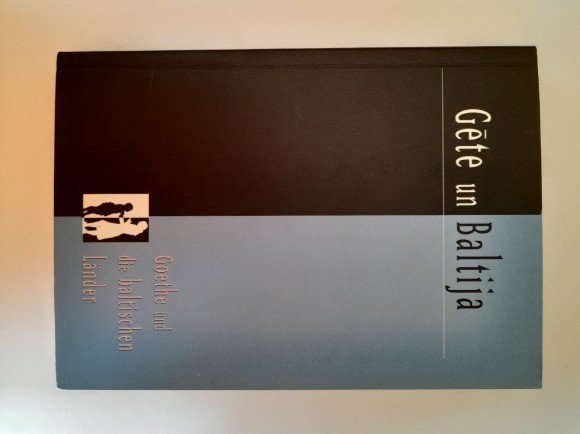 Gēte un Baltija
Goethe und
die baltischen
Länder